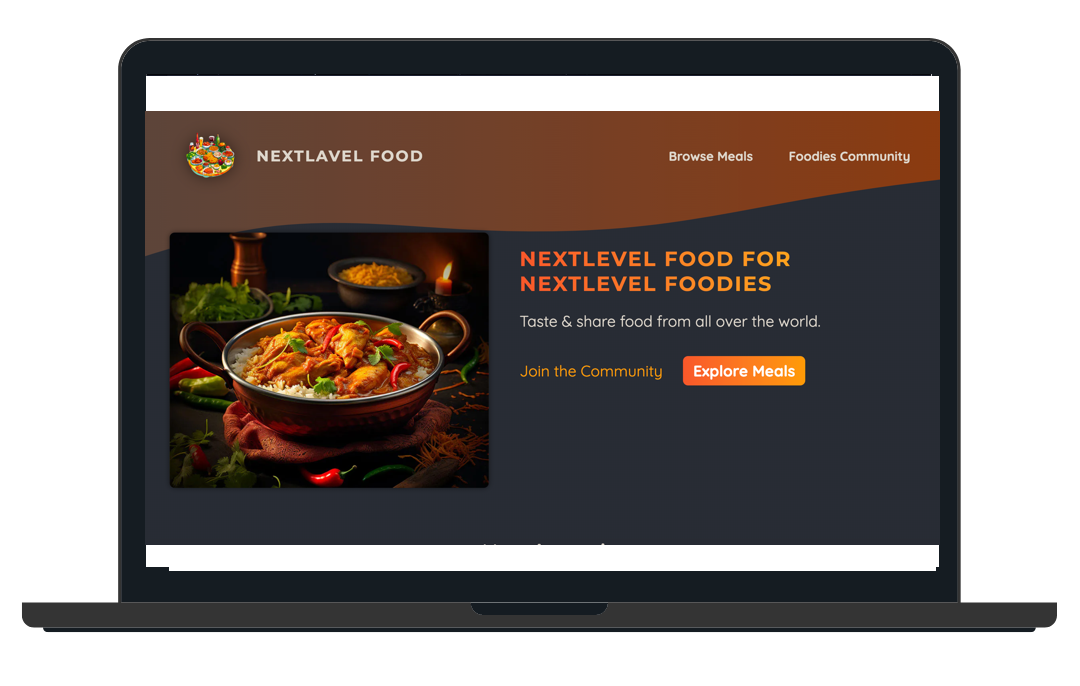 NEXTLAVEL FOOD
Browse Meals
Foodies Community
NEXTLEVEL FOOD FOR
NEXTLEVEL FOODIES
Taste & share food from all over the world.
Join the Community
Explore Meals